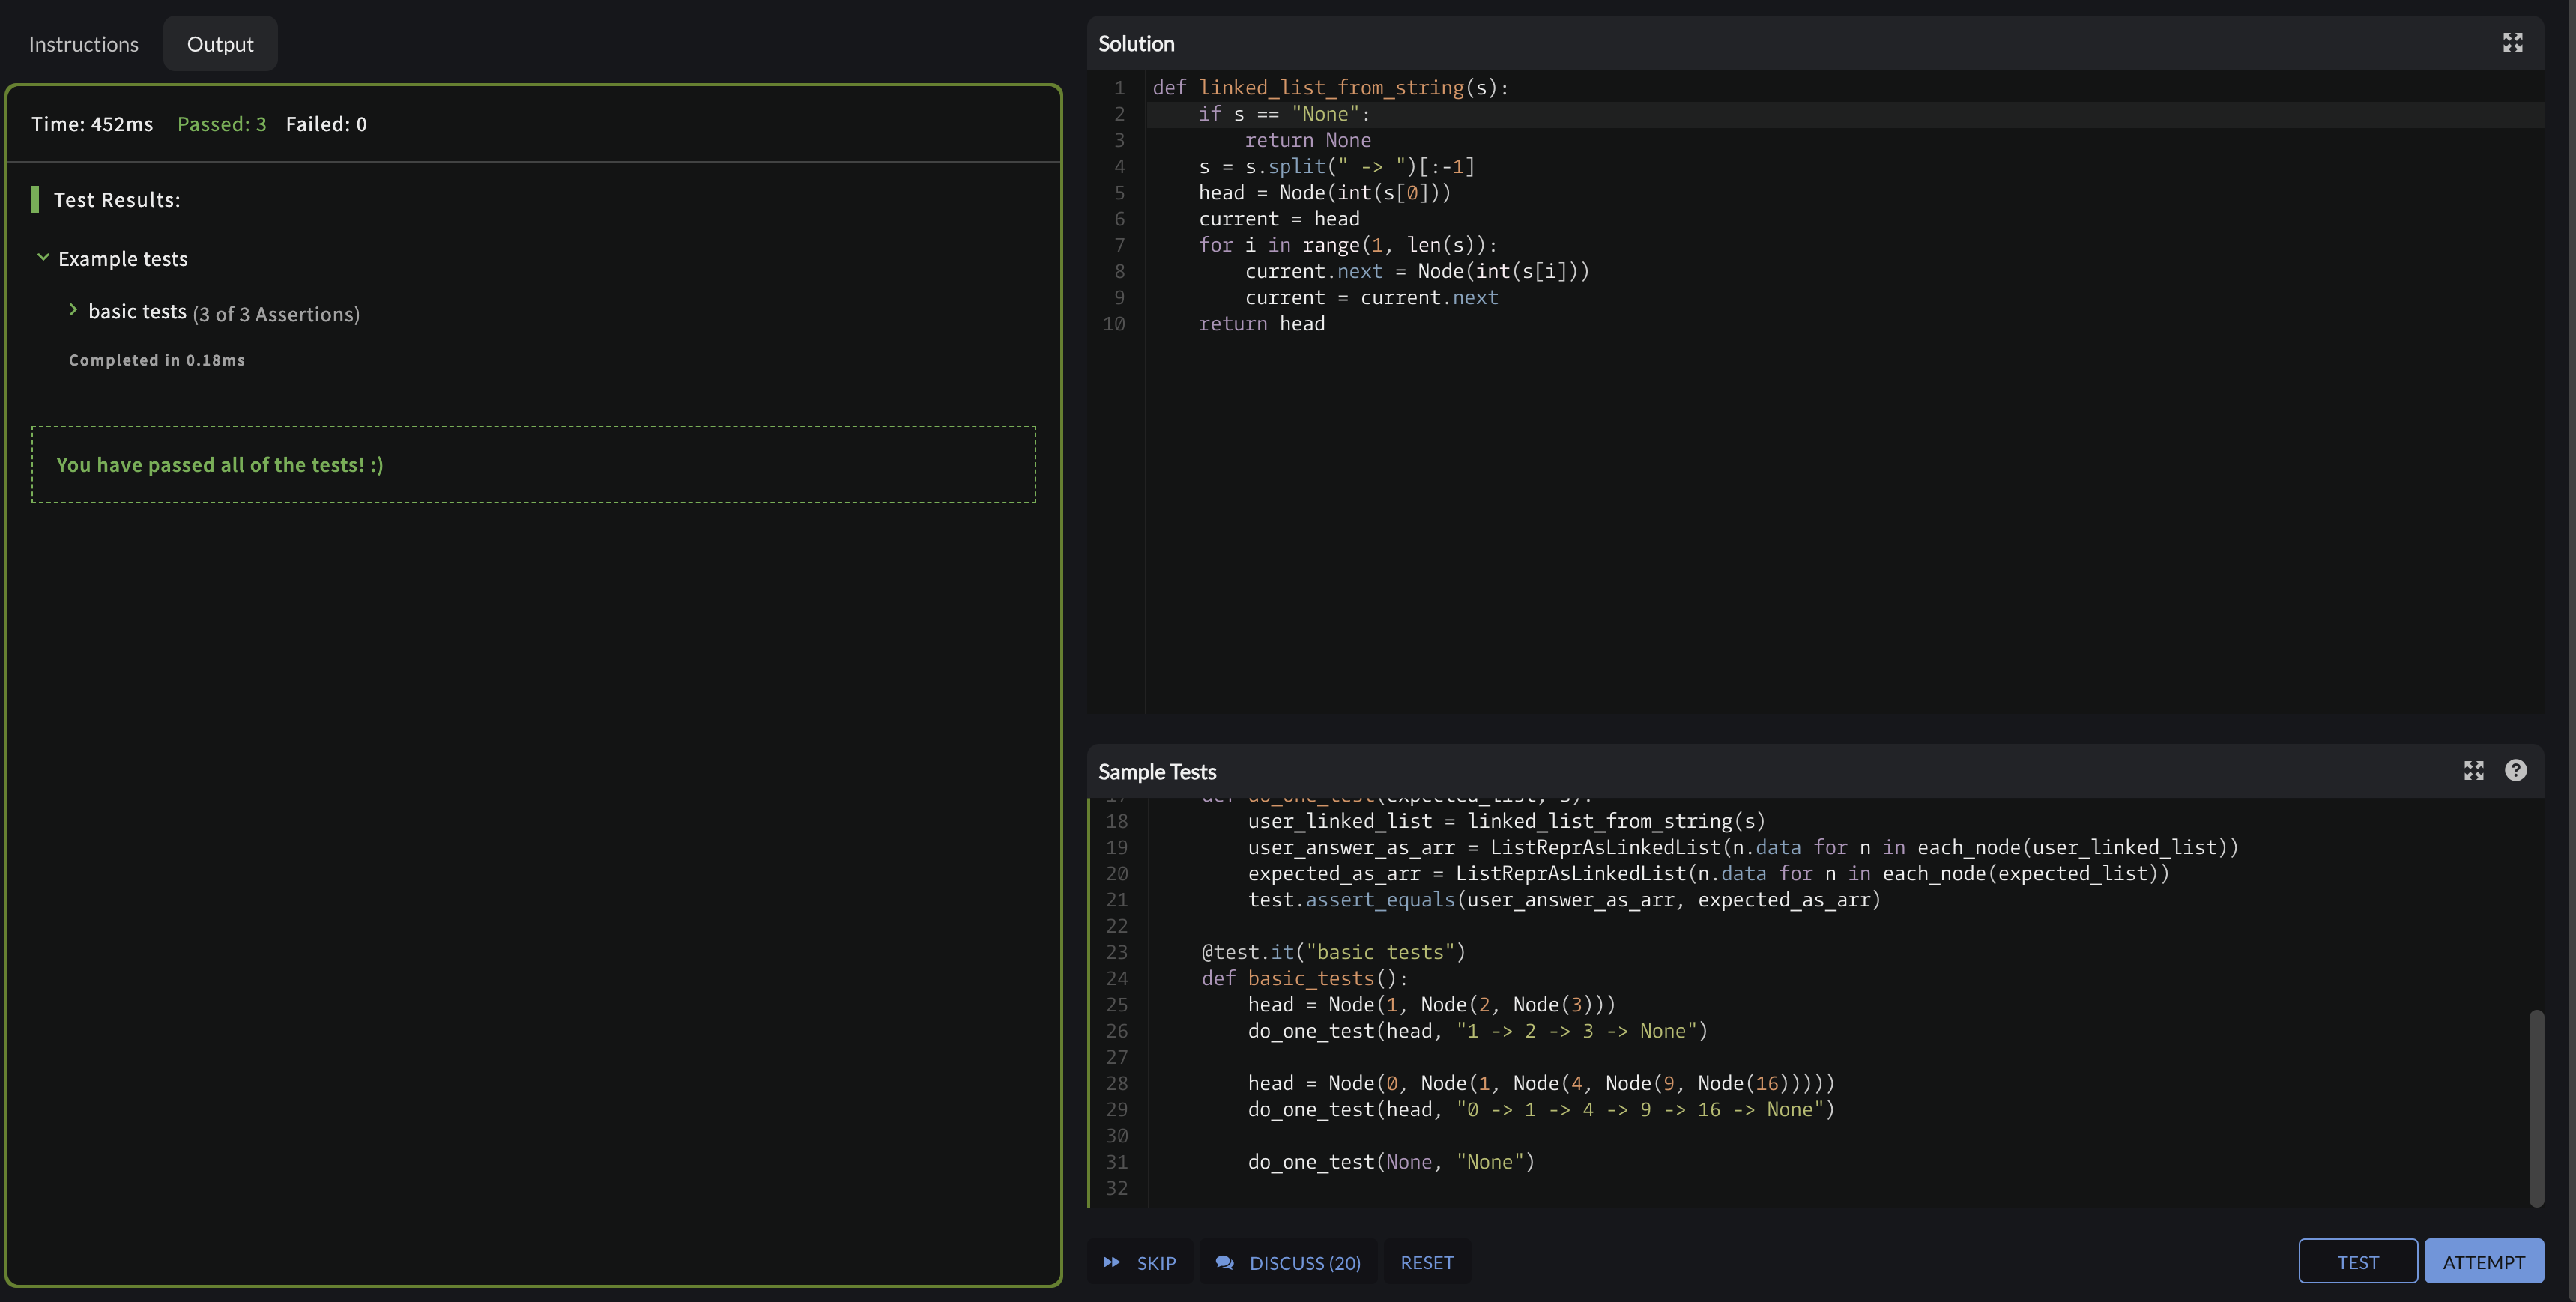 Instructions
Output
Time: 452ms Passed: 3 Failed: 0
Test Results:
Example tests
basic tests (3 of 3 Assertions)
Completed in 0.18ms
You have passed all of the tests! :)
Solution
1 def linked_list_from_string(s):
2     if s == "None":
3         return None
4     s = s.split(" -> ")[:-1]
5     head = Node(int(s[0]))
6     current = head
7     for i in range(1, len(s)):
8         current.next = Node(int(s[i]))
9         current = current.next
10     return head
Sample Tests
17     def do_one_test(expected_list, s):
18         user_linked_list = linked_list_from_string(s)
19         user_answer_as_arr = ListReprAsLinkedList(n.data for n in each_node(user_linked_list))
20         expected_as_arr = ListReprAsLinkedList(n.data for n in each_node(expected_list))
21         test.assert_equals(user_answer_as_arr, expected_as_arr)
22
23     @test.it("basic tests")
24     def basic_tests():
25         head = Node(1, Node(2, Node(3)))
26         do_one_test(head, "1 -> 2 -> 3 -> None")
27
28         head = Node(0, Node(1, Node(4, Node(9, Node(16)))))
29         do_one_test(head, "0 -> 1 -> 4 -> 9 -> 16 -> None")
30
31         do_one_test(None, "None")
32
SKIP
DISCUSS (20)
RESET
TEST
ATTEMPT